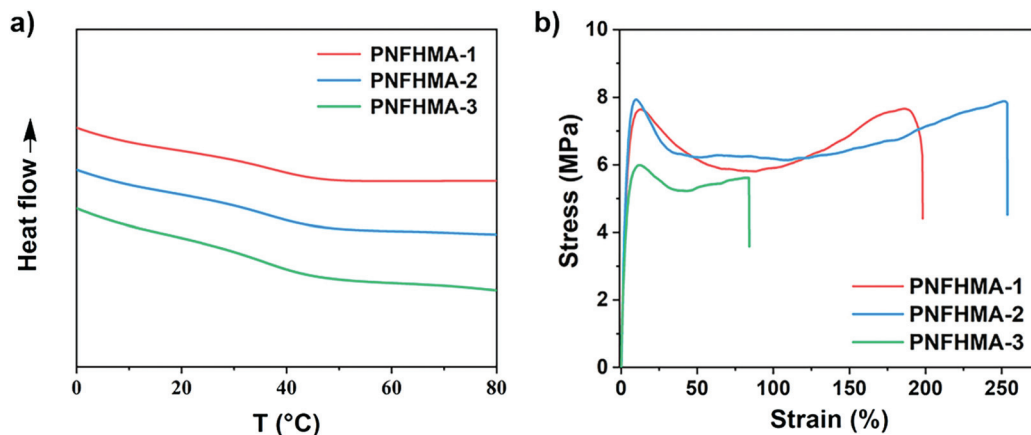 a)
PNFHMA-1
PNFHMA-2
PNFHMA-3
Heat flow →
0 20 40 60 80
T (°C)
b)
10
8
6
4
2
0
Stress (MPa)
PNFHMA-1
PNFHMA-2
PNFHMA-3
0 50 100 150 200 250
Strain (%)